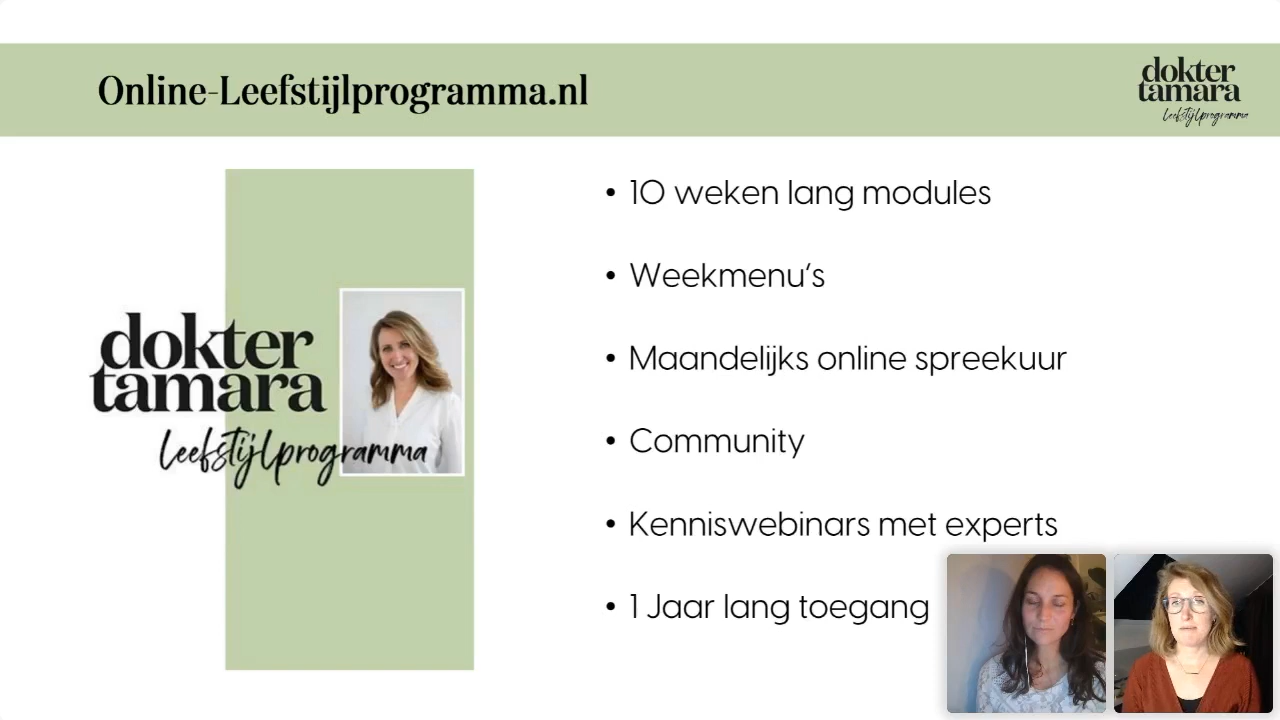 Online-Leefstijlprogramma.nl
dokter
tamara
leefstijlprogramma
• 10 weken lang modules
• Weekmenu’s
• Maandelijks online spreekuur
• Community
• Kenniswebinars met experts
• 1 Jaar lang toegang
dokter
tamara
leefstijlprogramma